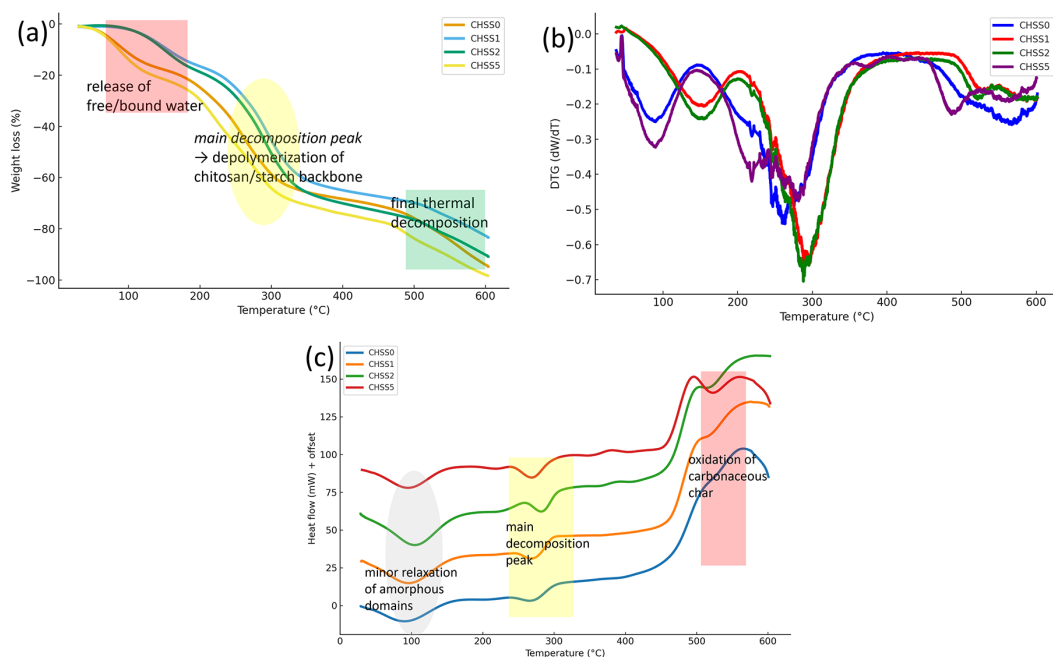 (a)
CHSS0
CHSS1
CHSS2
CHSS5
release of
free/bound water
main decomposition peak
→ depolymerization of
chitosan/starch backbone
final thermal
decomposition
Weight loss (%)
0
−20
−40
−60
−80
−100
100
200
300
400
500
600
Temperature (°C)
(b)
CHSS0
CHSS1
CHSS2
CHSS5
DTG (dW/dT)
0.0
−0.1
−0.2
−0.3
−0.4
−0.5
−0.6
−0.7
100
200
300
400
500
600
Temperature (°C)
(c)
CHSS0
CHSS1
CHSS2
CHSS5
oxidation of
carbonaceous
char
main
decomposition
peak
minor relaxation
of amorphous
domains
Heat flow (mW) + offset
150
125
100
75
50
25
0
0
100
200
300
400
500
600
Temperature (°C)